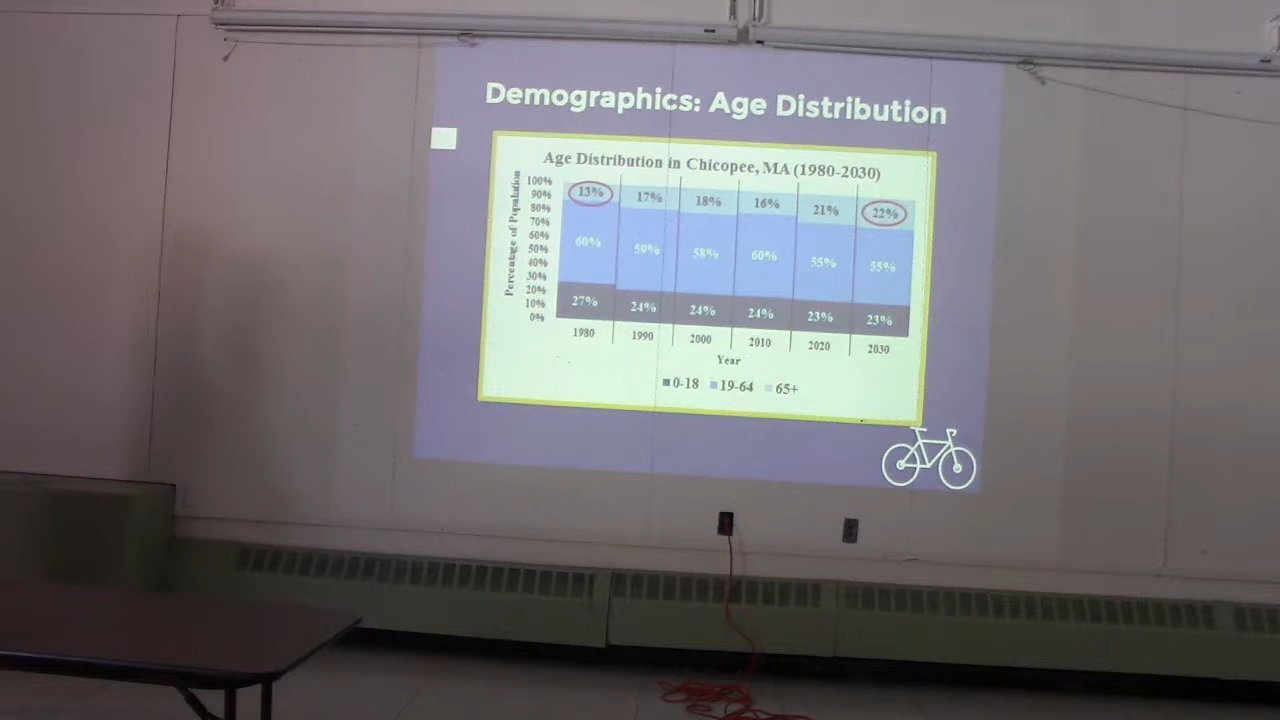 Demographics: Age Distribution
Age Distribution in Chicopee, MA (1980-2030)
Percentage of Population
100%
90%
80%
70%
60%
50%
40%
30%
20%
10%
0%
13% 17% 18% 16% 21% 22%
60% 59% 58% 60% 55% 55%
27% 24% 24% 24% 23% 23%
1980 1990 2000 2010 2020 2030
Year
0-18 19-64 65+